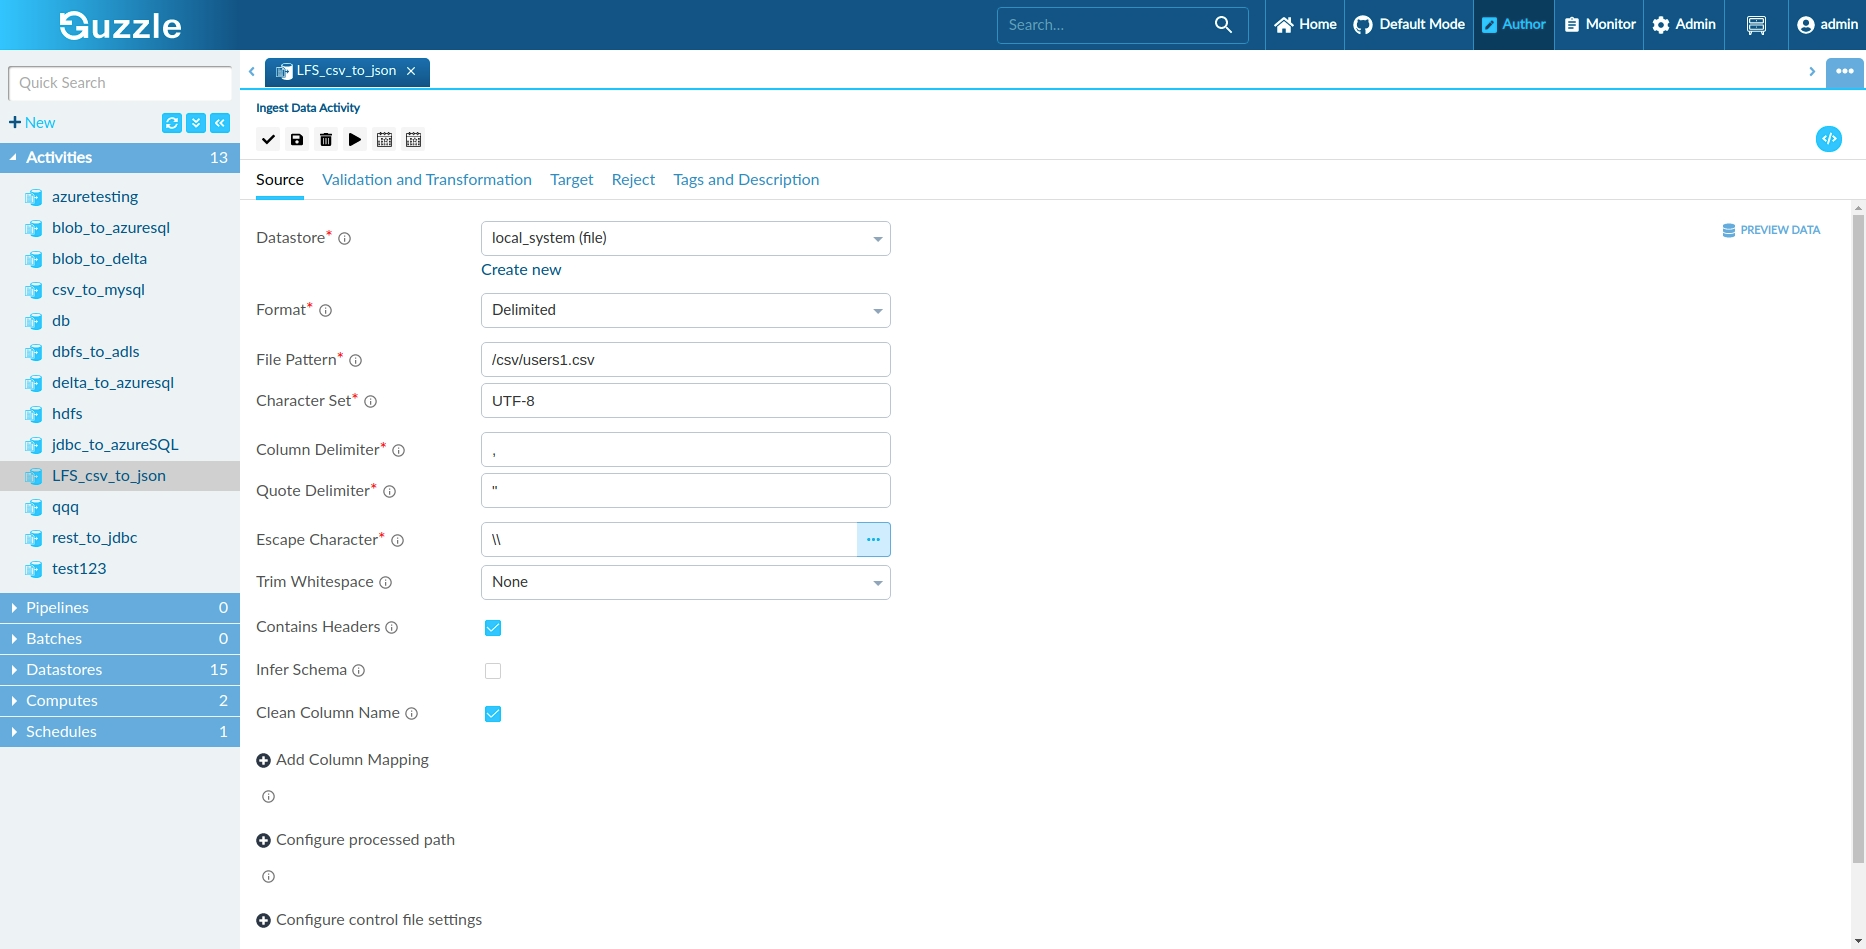 Guzzle
Search...
Home
Default Mode
Author
Monitor
Admin
admin
Quick Search
New
Activities 13
azuretesting
blob_to_azuresql
blob_to_delta
csv_to_mysql
db
dbfs_to_adls
delta_to_azuresql
hdfs
jdbc_to_azureSQL
LFS_csv_to_json
qqq
rest_to_jdbc
test123
Pipelines 0
Batches 0
Datastores 15
Computes 2
Schedules 1
LFS_csv_to_json
Ingest Data Activity
Source Validation and Transformation Target Reject Tags and Description
PREVIEW DATA
Datastore* local_system (file)
Create new
Format* Delimited
File Pattern* /csv/users1.csv
Character Set* UTF-8
Column Delimiter* ,
Quote Delimiter* "
Escape Character* \\
Trim Whitespace None
Contains Headers
Infer Schema
Clean Column Name
Add Column Mapping
Configure processed path
Configure control file settings